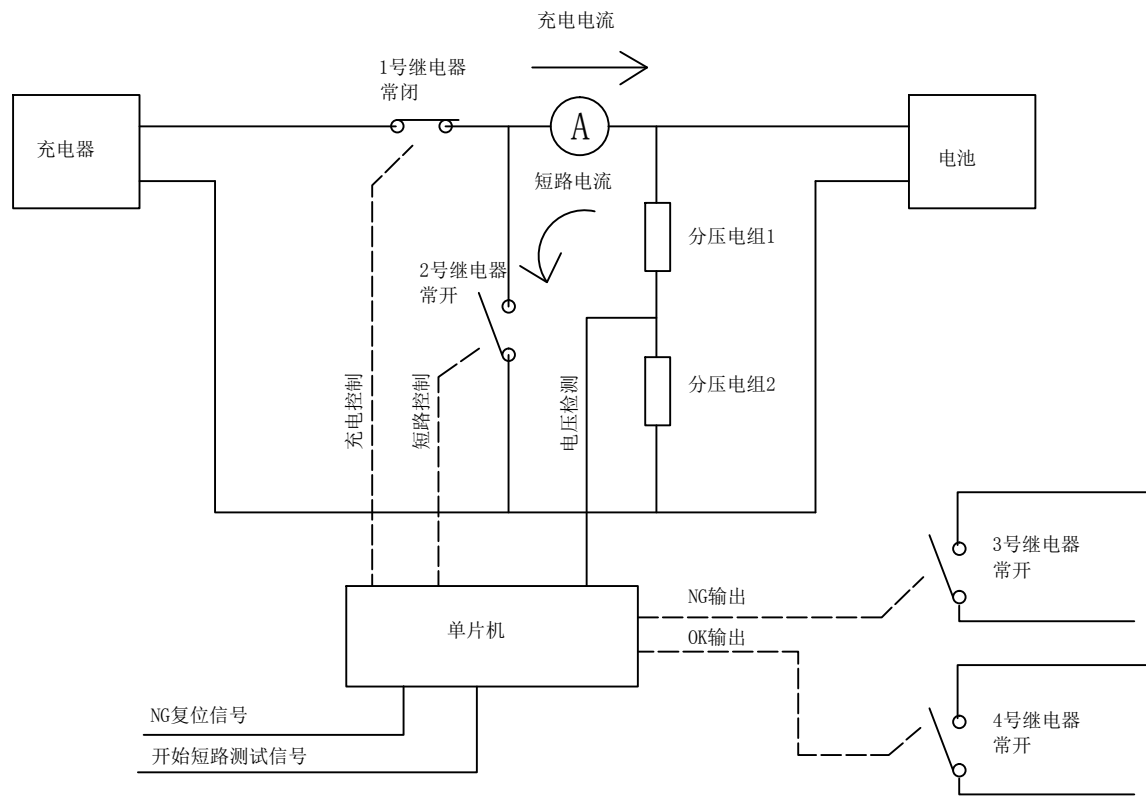 充电电流
1号继电器
常闭
充电器
A
电池
短路电流
分压电组1
2号继电器
常开
分压电组2
充电控制
短路控制
电压检测
3号继电器
常开
NG输出
单片机
OK输出
NG复位信号
4号继电器
常开
开始短路测试信号